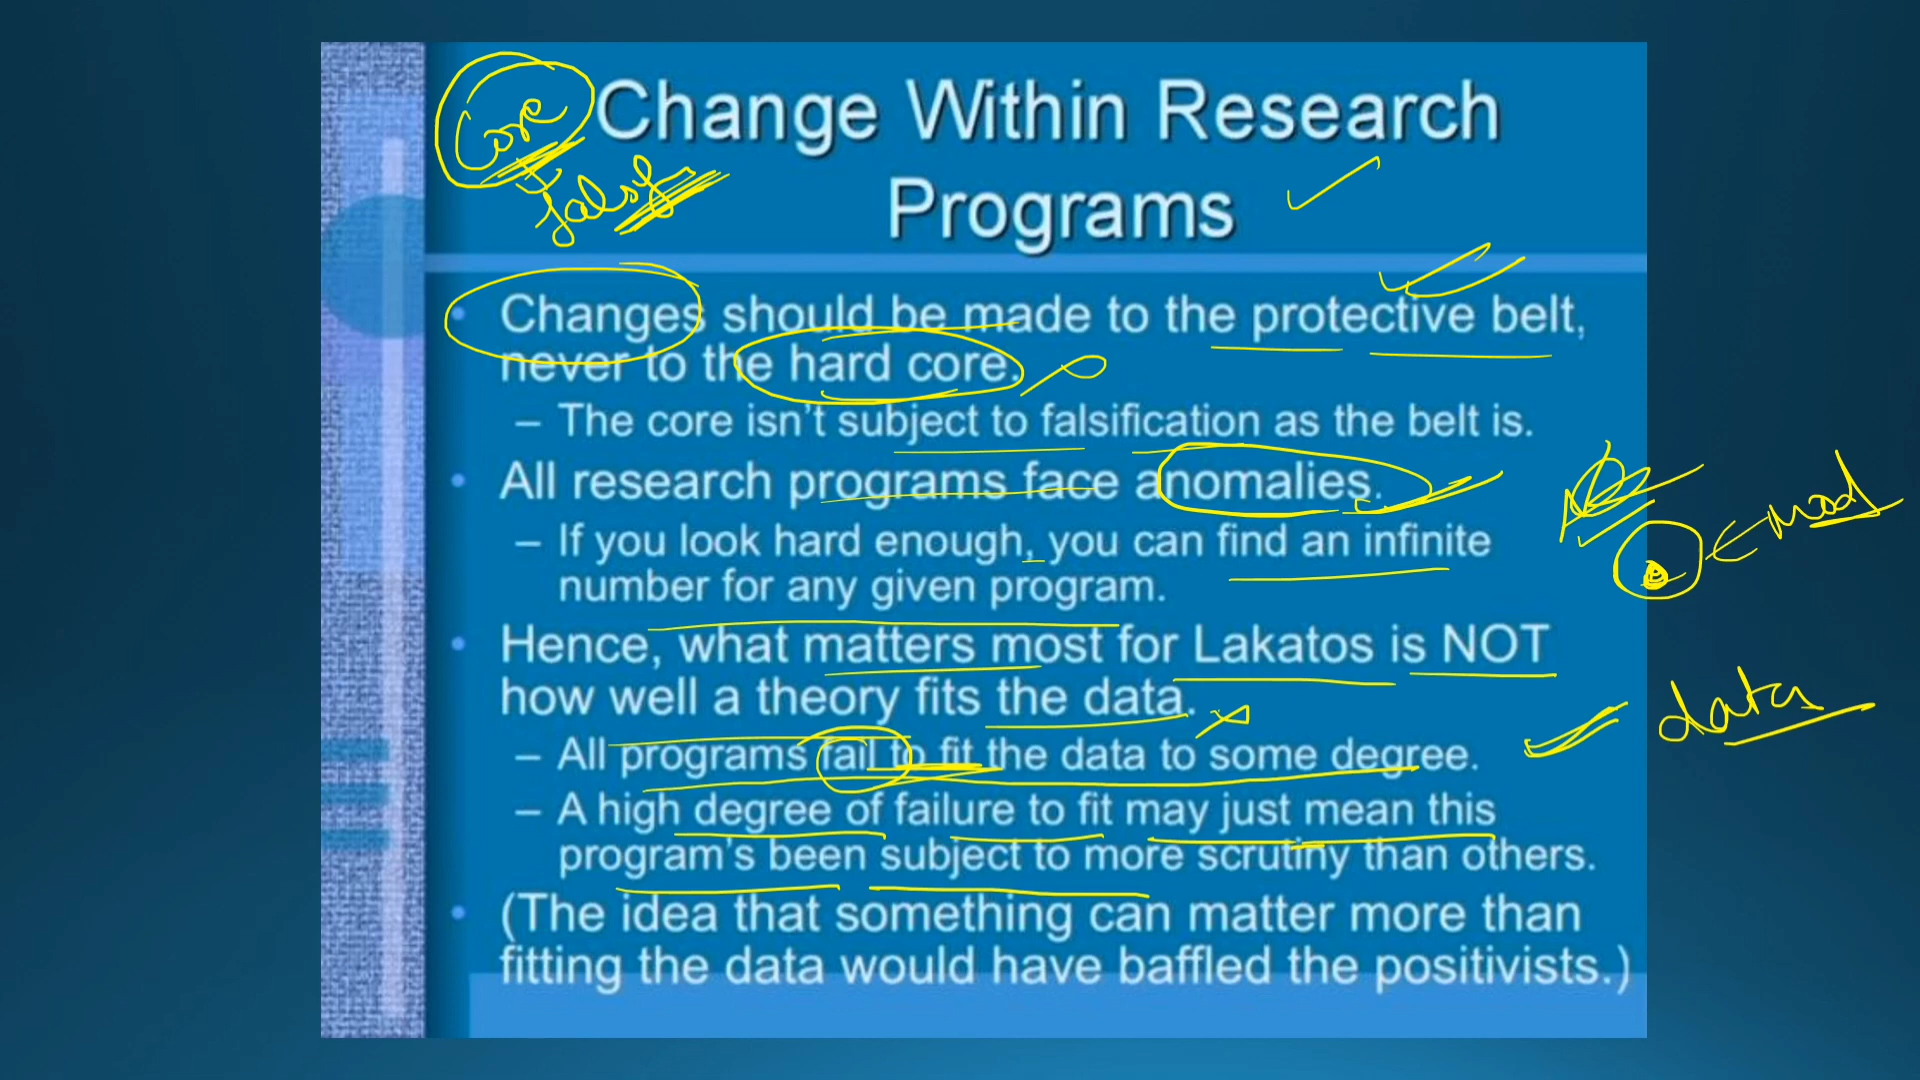 Core
Change Within Research
Programs
falsf
• Changes should be made to the protective belt,
never to the hard core.
– The core isn't subject to falsification as the belt is.
• All research programs face anomalies.
– If you look hard enough, you can find an infinite
number for any given program.
• Hence, what matters most for Lakatos is NOT
how well a theory fits the data.
data
– All programs fail to fit the data to some degree.
– A high degree of failure to fit may just mean this
program's been subject to more scrutiny than others.
• (The idea that something can matter more than
fitting the data would have baffled the positivists.)